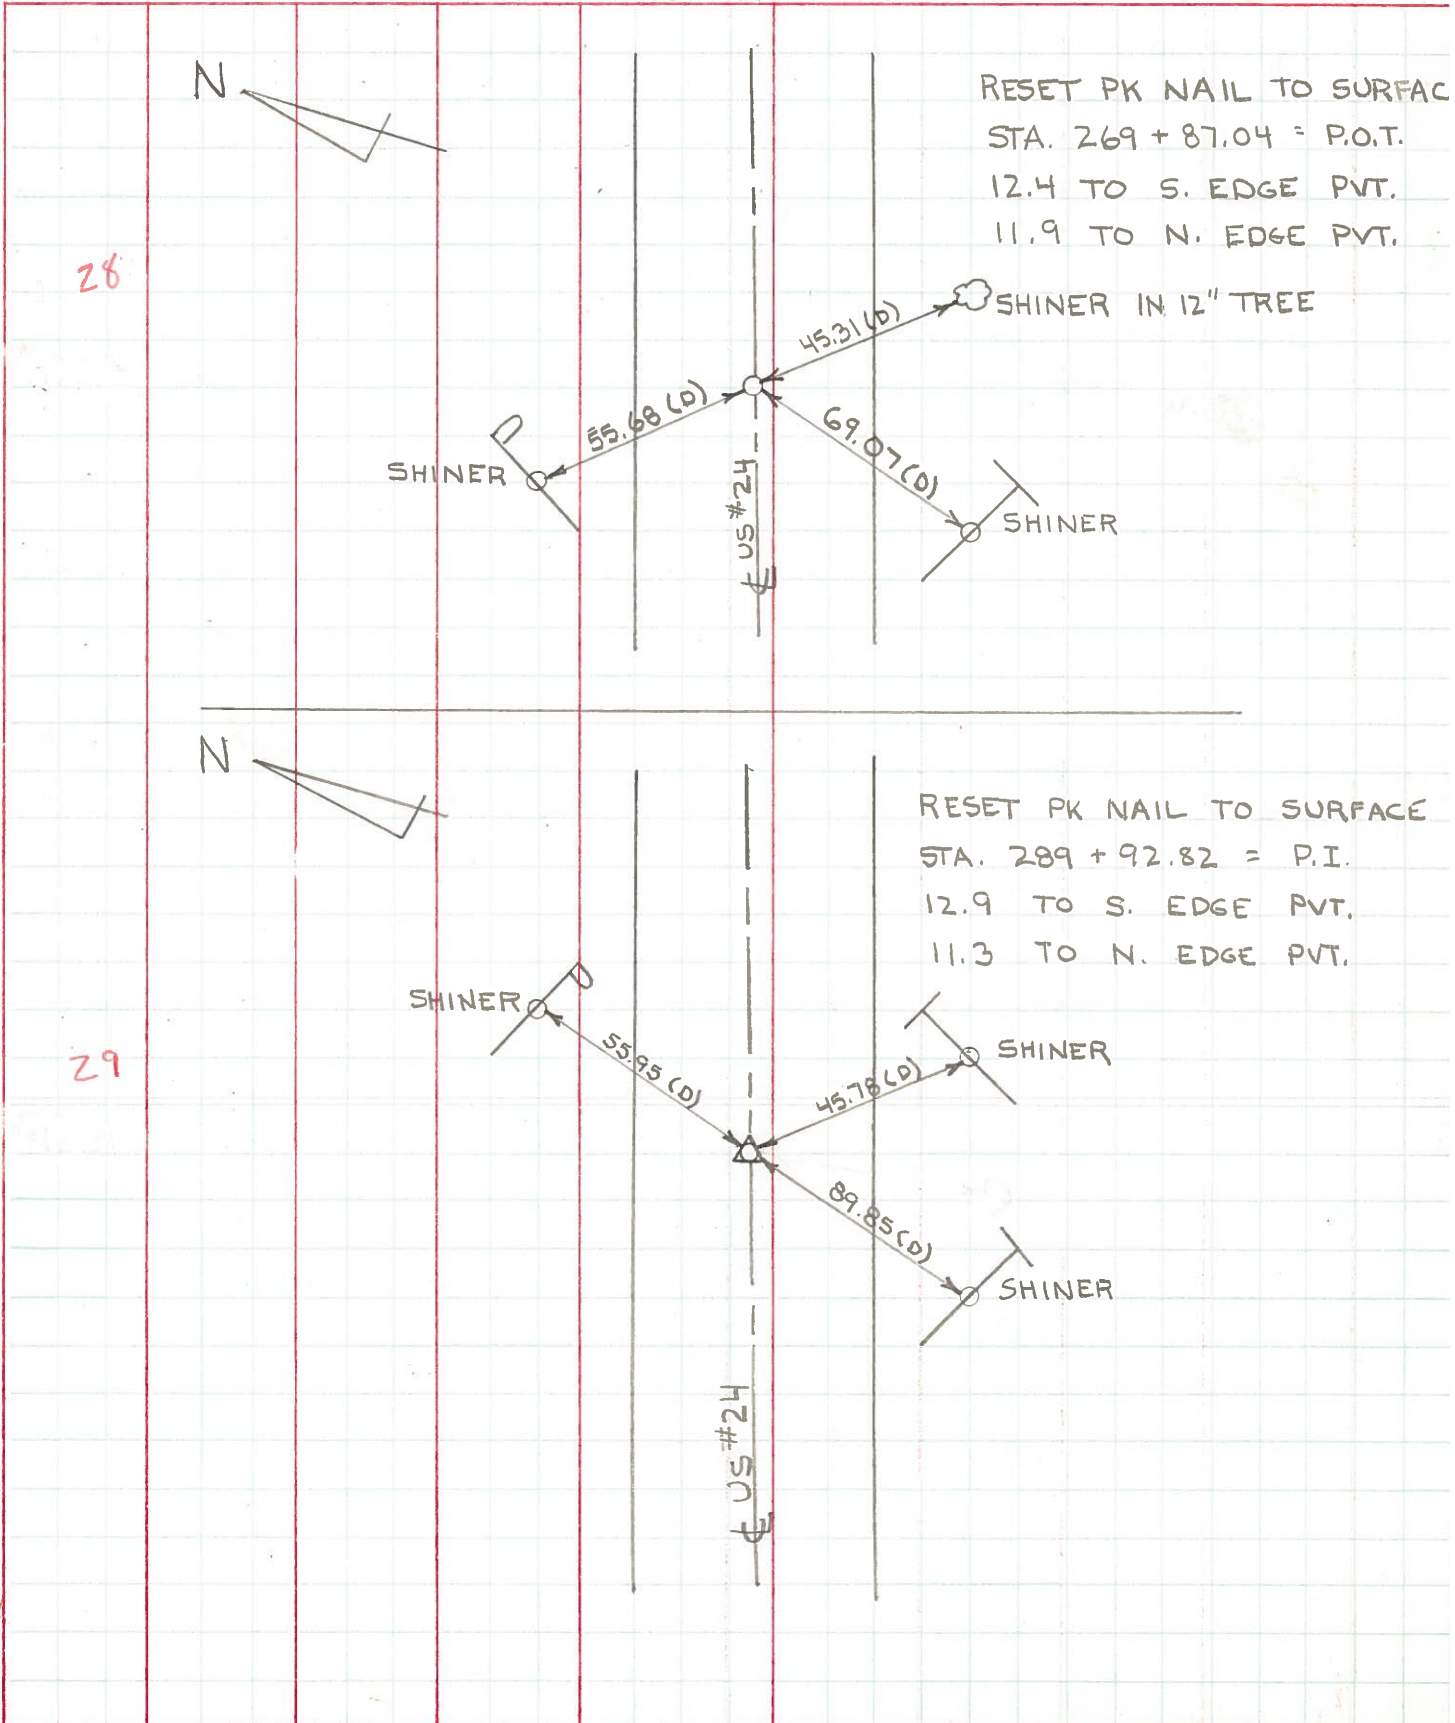 N
RESET PK NAIL TO SURFAC
STA. 269 + 87.04 = P.O.T.
12.4 TO S. EDGE PVT.
11.9 TO N. EDGE PVT.
28
SHINER IN 12" TREE
45.31 (D)
55.68 (D)
69.07 (D)
SHINER
SHINER
℄ US #24
N
RESET PK NAIL TO SURFACE
STA. 289 + 92.82 = P.I.
12.9 TO S. EDGE PVT.
11.3 TO N. EDGE PVT.
SHINER
29
55.95 (D)
45.78 (D)
SHINER
89.85 (D)
SHINER
℄ US #24